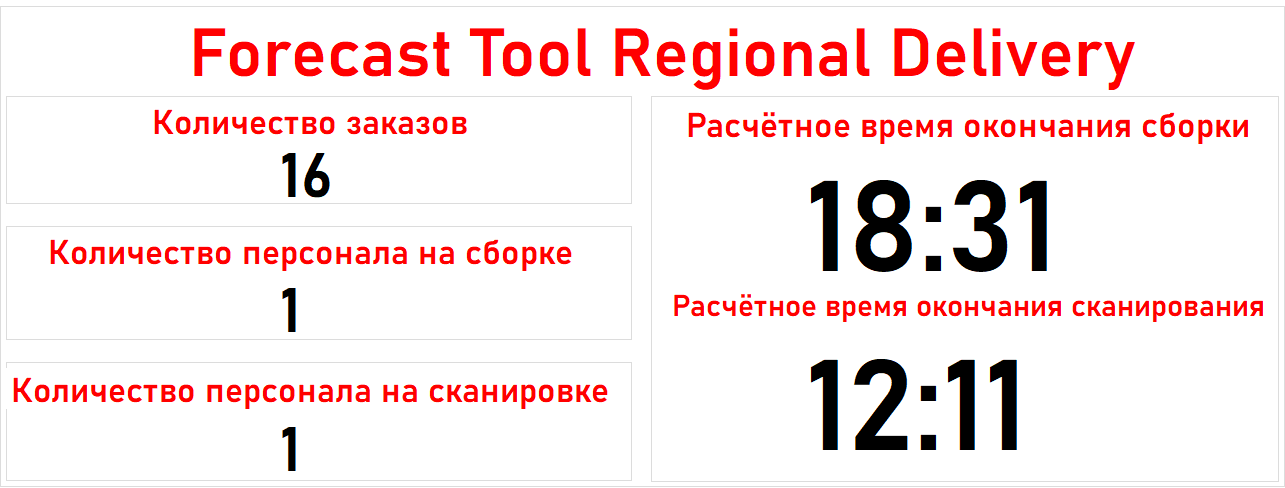 Forecast Tool Regional Delivery
Количество заказов
16
Количество персонала на сборке
1
Количество персонала на сканировке
1
Расчётное время окончания сборки
18:31
Расчётное время окончания сканирования
12:11